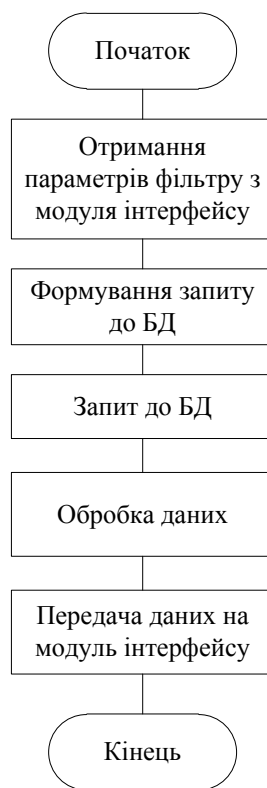 Початок
Отримання
параметрів фільтру з
модуля інтерфейсу
Формування запиту
до БД
Запит до БД
Обробка даних
Передача даних на
модуль інтерфейсу
Кінець